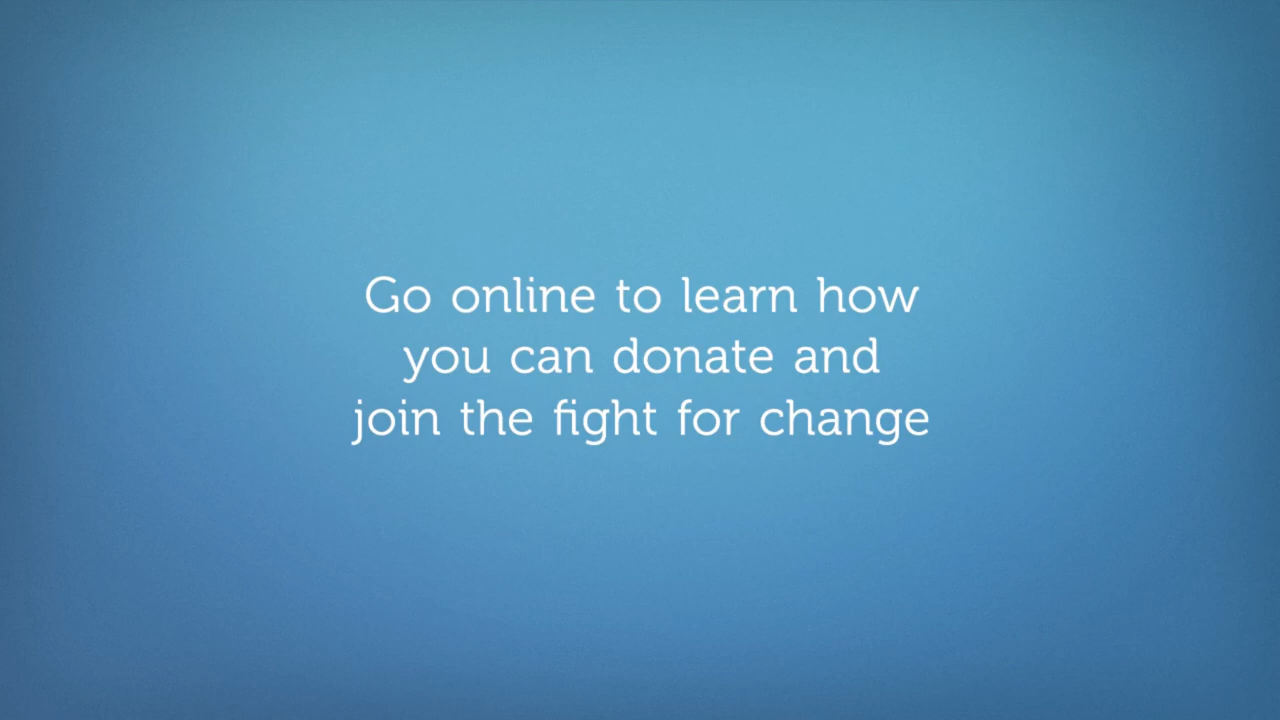 Go online to learn how
you can donate and
join the fight for change